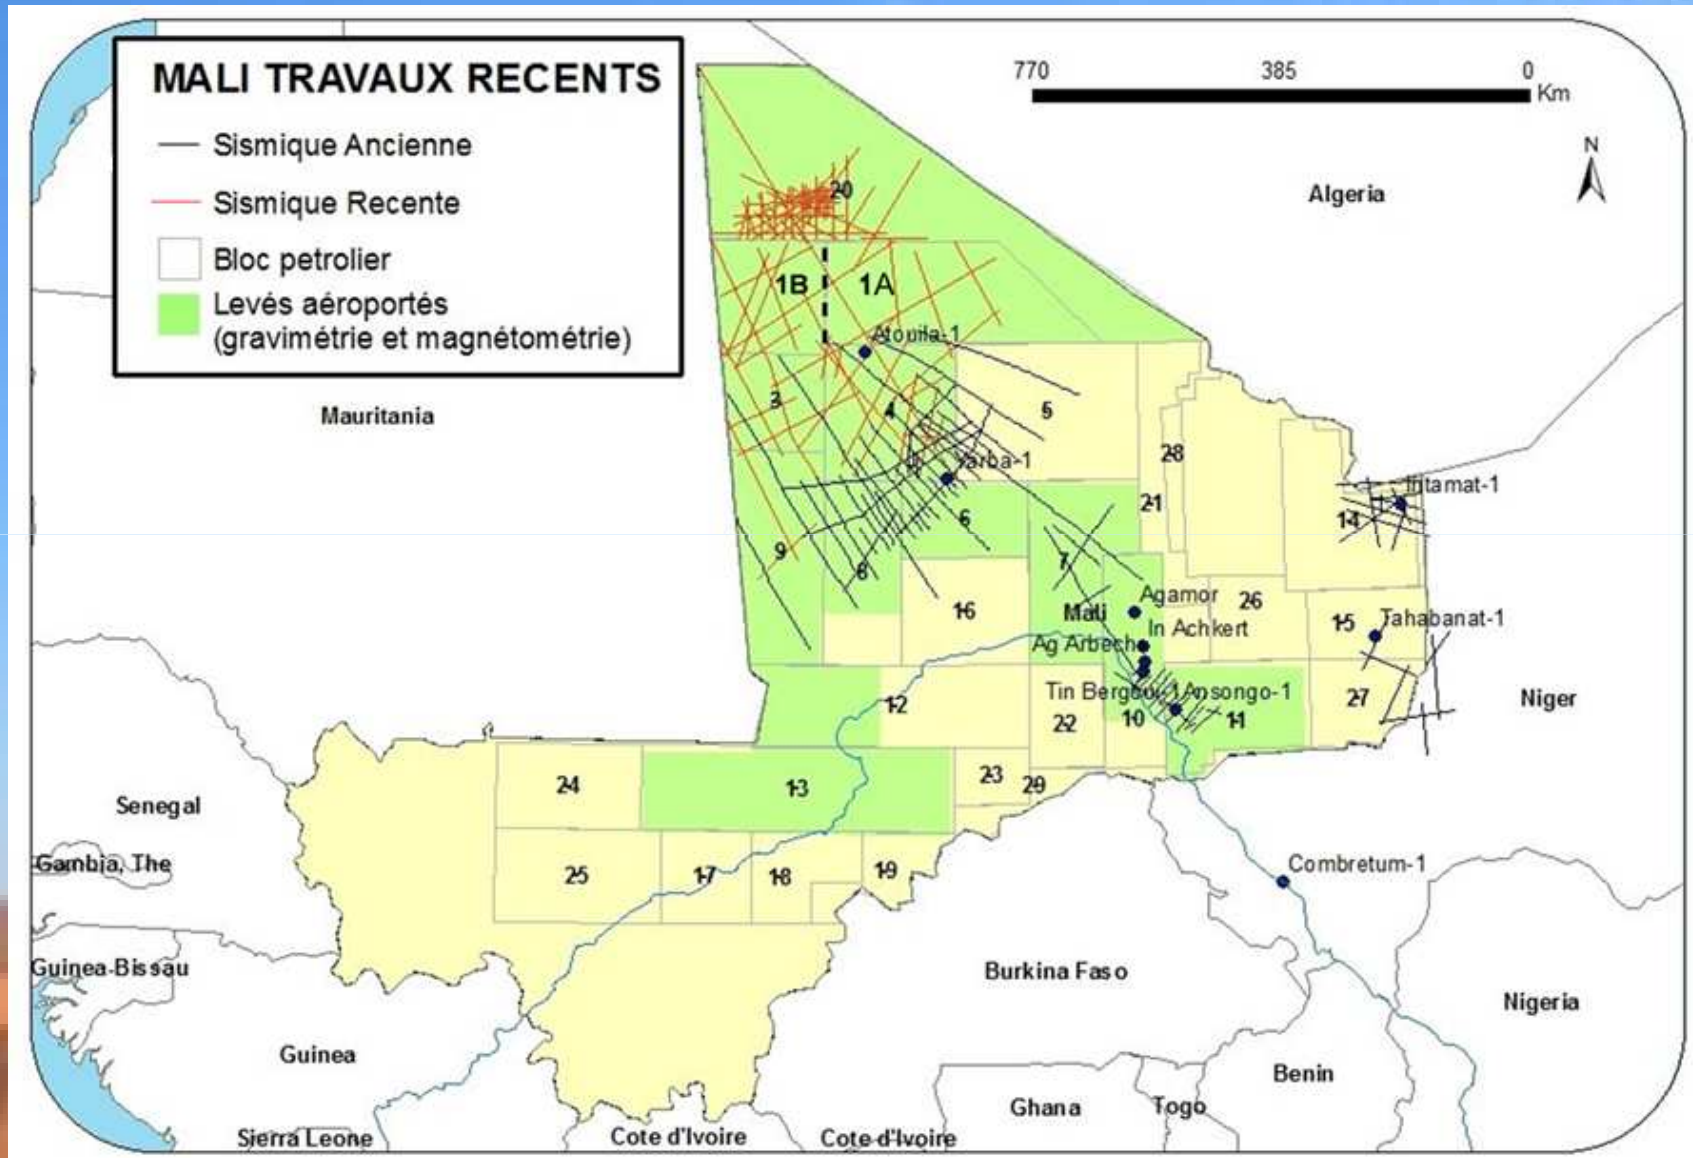 MALI TRAVAUX RECENTS
Sismique Ancienne
Sismique Recente
Bloc petrolier
Levés aéroportés
(gravimétrie et magnétométrie)
770 385 0
Km
N
Algeria
20
1B 1A
Atouila-1
Mauritania
3 4 5
28
Yarba-1
21
Intamat-1
14
6
9
8
7
16
Mali
Agamor
26
15
Tahabanat-1
In Achkert
Ag Arbech
Tin Bergoui-1
Ansongo-1
27
Niger
12
22
10
11
24
13
23
29
Senegal
Gambia, The
25
17
18
19
Combretum-1
Guinea-Bissau
Burkina Faso
Nigeria
Guinea
Benin
Ghana
Togo
Sierra Leone
Cote d'Ivoire
Cote d'Ivoire